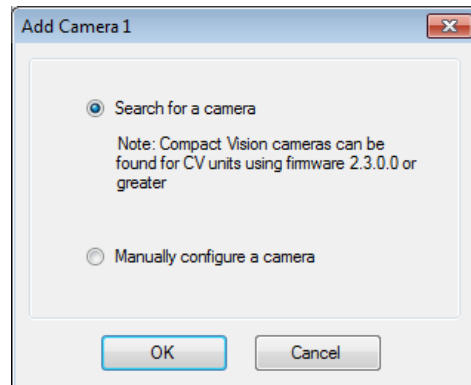 Add Camera 1
Search for a camera
Note: Compact Vision cameras can be
found for CV units using firmware 2.3.0.0 or
greater
Manually configure a camera
OK
Cancel